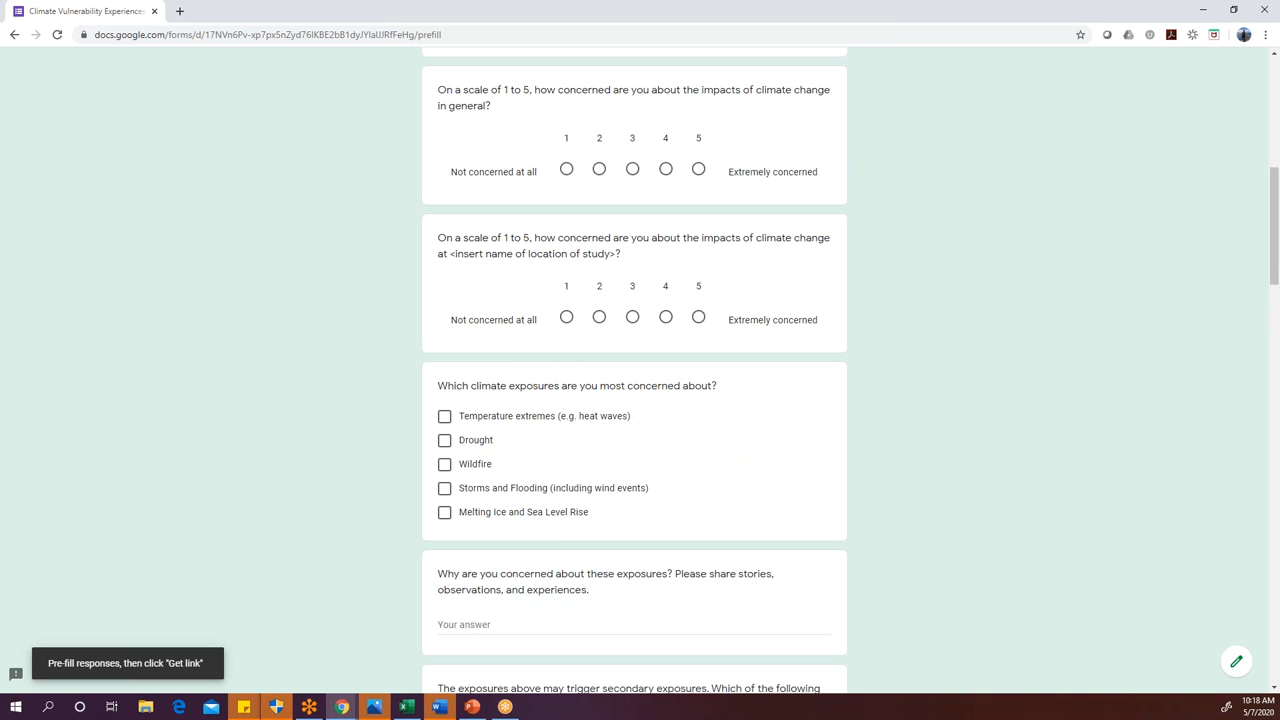 Climate Vulnerability Experiences
docs.google.com/forms/d/17NVn6Pv-xp7px5nZyd76IKBE2bB1dyJYlaIJJRfFeHg/prefill
On a scale of 1 to 5, how concerned are you about the impacts of climate change
in general?
1 2 3 4 5
Not concerned at all Extremely concerned
On a scale of 1 to 5, how concerned are you about the impacts of climate change
at <insert name of location of study>?
1 2 3 4 5
Not concerned at all Extremely concerned
Which climate exposures are you most concerned about?
Temperature extremes (e.g. heat waves)
Drought
Wildfire
Storms and Flooding (including wind events)
Melting Ice and Sea Level Rise
Why are you concerned about these exposures? Please share stories,
observations, and experiences.
Your answer
Pre-fill responses, then click "Get link"
The exposures above may trigger secondary exposures. Which of the following
10:18 AM
5/7/2020